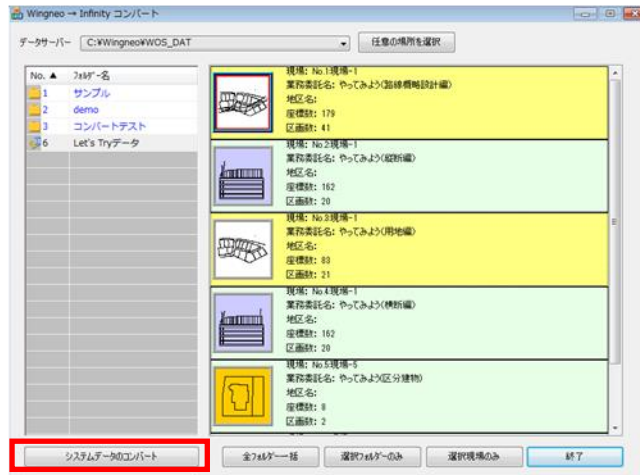 Wingneo → Infinity コンバート
データサーバー C:¥Wingneo¥WOS_DAT 任意の場所を選択
No. ▲ フォルダｰ名
1 サンプル
2 demo
3 コンバートテスト
6 Let's Tryデータ
現場: No.1現場-1
業務委託名: やってみよう(路線概略設計編)
地区名:
座標数: 179
区画数: 41
現場: No.2現場-1
業務委託名: やってみよう(縦断編)
地区名:
座標数: 162
区画数: 20
現場: No.3現場-1
業務委託名: やってみよう(用地編)
地区名:
座標数: 83
区画数: 21
現場: No.4現場-1
業務委託名: やってみよう(横断編)
地区名:
座標数: 162
区画数: 20
現場: No.5現場-5
業務委託名: やってみよう(区分建物)
地区名:
座標数: 8
区画数: 2
システムデータのコンバート 全フォルダｰ一括 選択フォルダｰのみ 選択現場のみ 終了